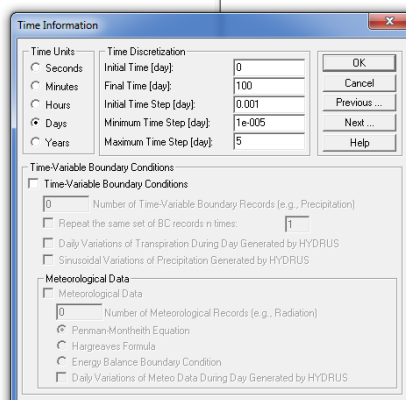 Time Information
Time Units
Seconds
Minutes
Hours
Days
Years
Time Discretization
Initial Time [day]: 0
Final Time [day]: 100
Initial Time Step [day]: 0.001
Minimum Time Step [day]: 1e-005
Maximum Time Step [day]: 5
OK
Cancel
Previous ...
Next ...
Help
Time-Variable Boundary Conditions
Time-Variable Boundary Conditions
0 Number of Time-Variable Boundary Records (e.g., Precipitation)
Repeat the same set of BC records n times: 1
Daily Variations of Transpiration During Day Generated by HYDRUS
Sinusoidal Variations of Precipitation Generated by HYDRUS
Meteorological Data
Meteorological Data
0 Number of Meteorological Records (e.g., Radiation)
Penman-Montheith Equation
Hargreaves Formula
Energy Balance Boundary Condition
Daily Variations of Meteo Data During Day Generated by HYDRUS